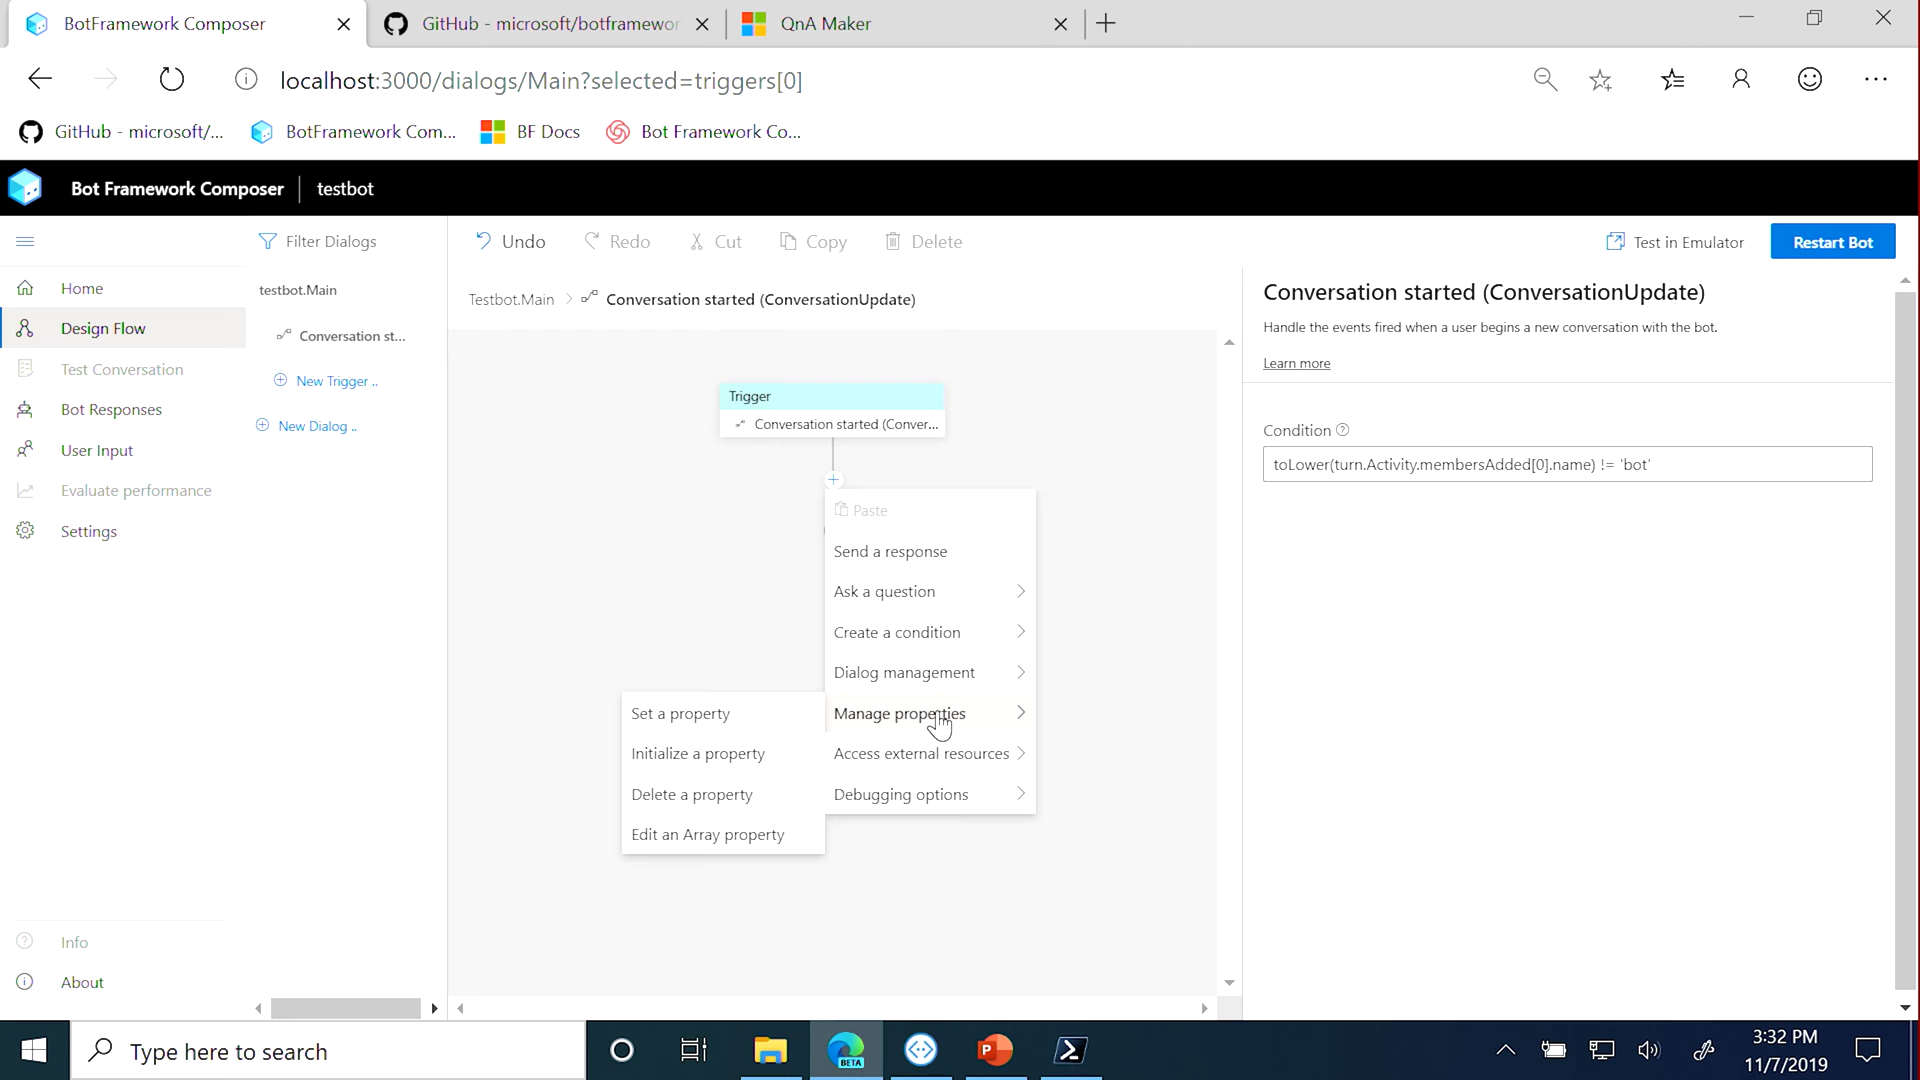 BotFramework Composer
GitHub - microsoft/botframewor
QnA Maker
localhost:3000/dialogs/Main?selected=triggers[0]
GitHub - microsoft/...
BotFramework Com...
BF Docs
Bot Framework Co...
Bot Framework Composer
testbot
Filter Dialogs
Undo
Redo
Cut
Copy
Delete
Test in Emulator
Restart Bot
Home
Design Flow
Test Conversation
Bot Responses
User Input
Evaluate performance
Settings
Info
About
testbot.Main
Conversation st...
New Trigger ..
New Dialog ..
Testbot.Main
Conversation started (ConversationUpdate)
Trigger
Conversation started (Conver...
Paste
Send a response
Ask a question
Create a condition
Dialog management
Manage properties
Access external resources
Debugging options
Set a property
Initialize a property
Delete a property
Edit an Array property
Conversation started (ConversationUpdate)
Handle the events fired when a user begins a new conversation with the bot.
Learn more
Condition
toLower(turn.Activity.membersAdded[0].name) != 'bot'
Type here to search
BETA
3:32 PM
11/7/2019